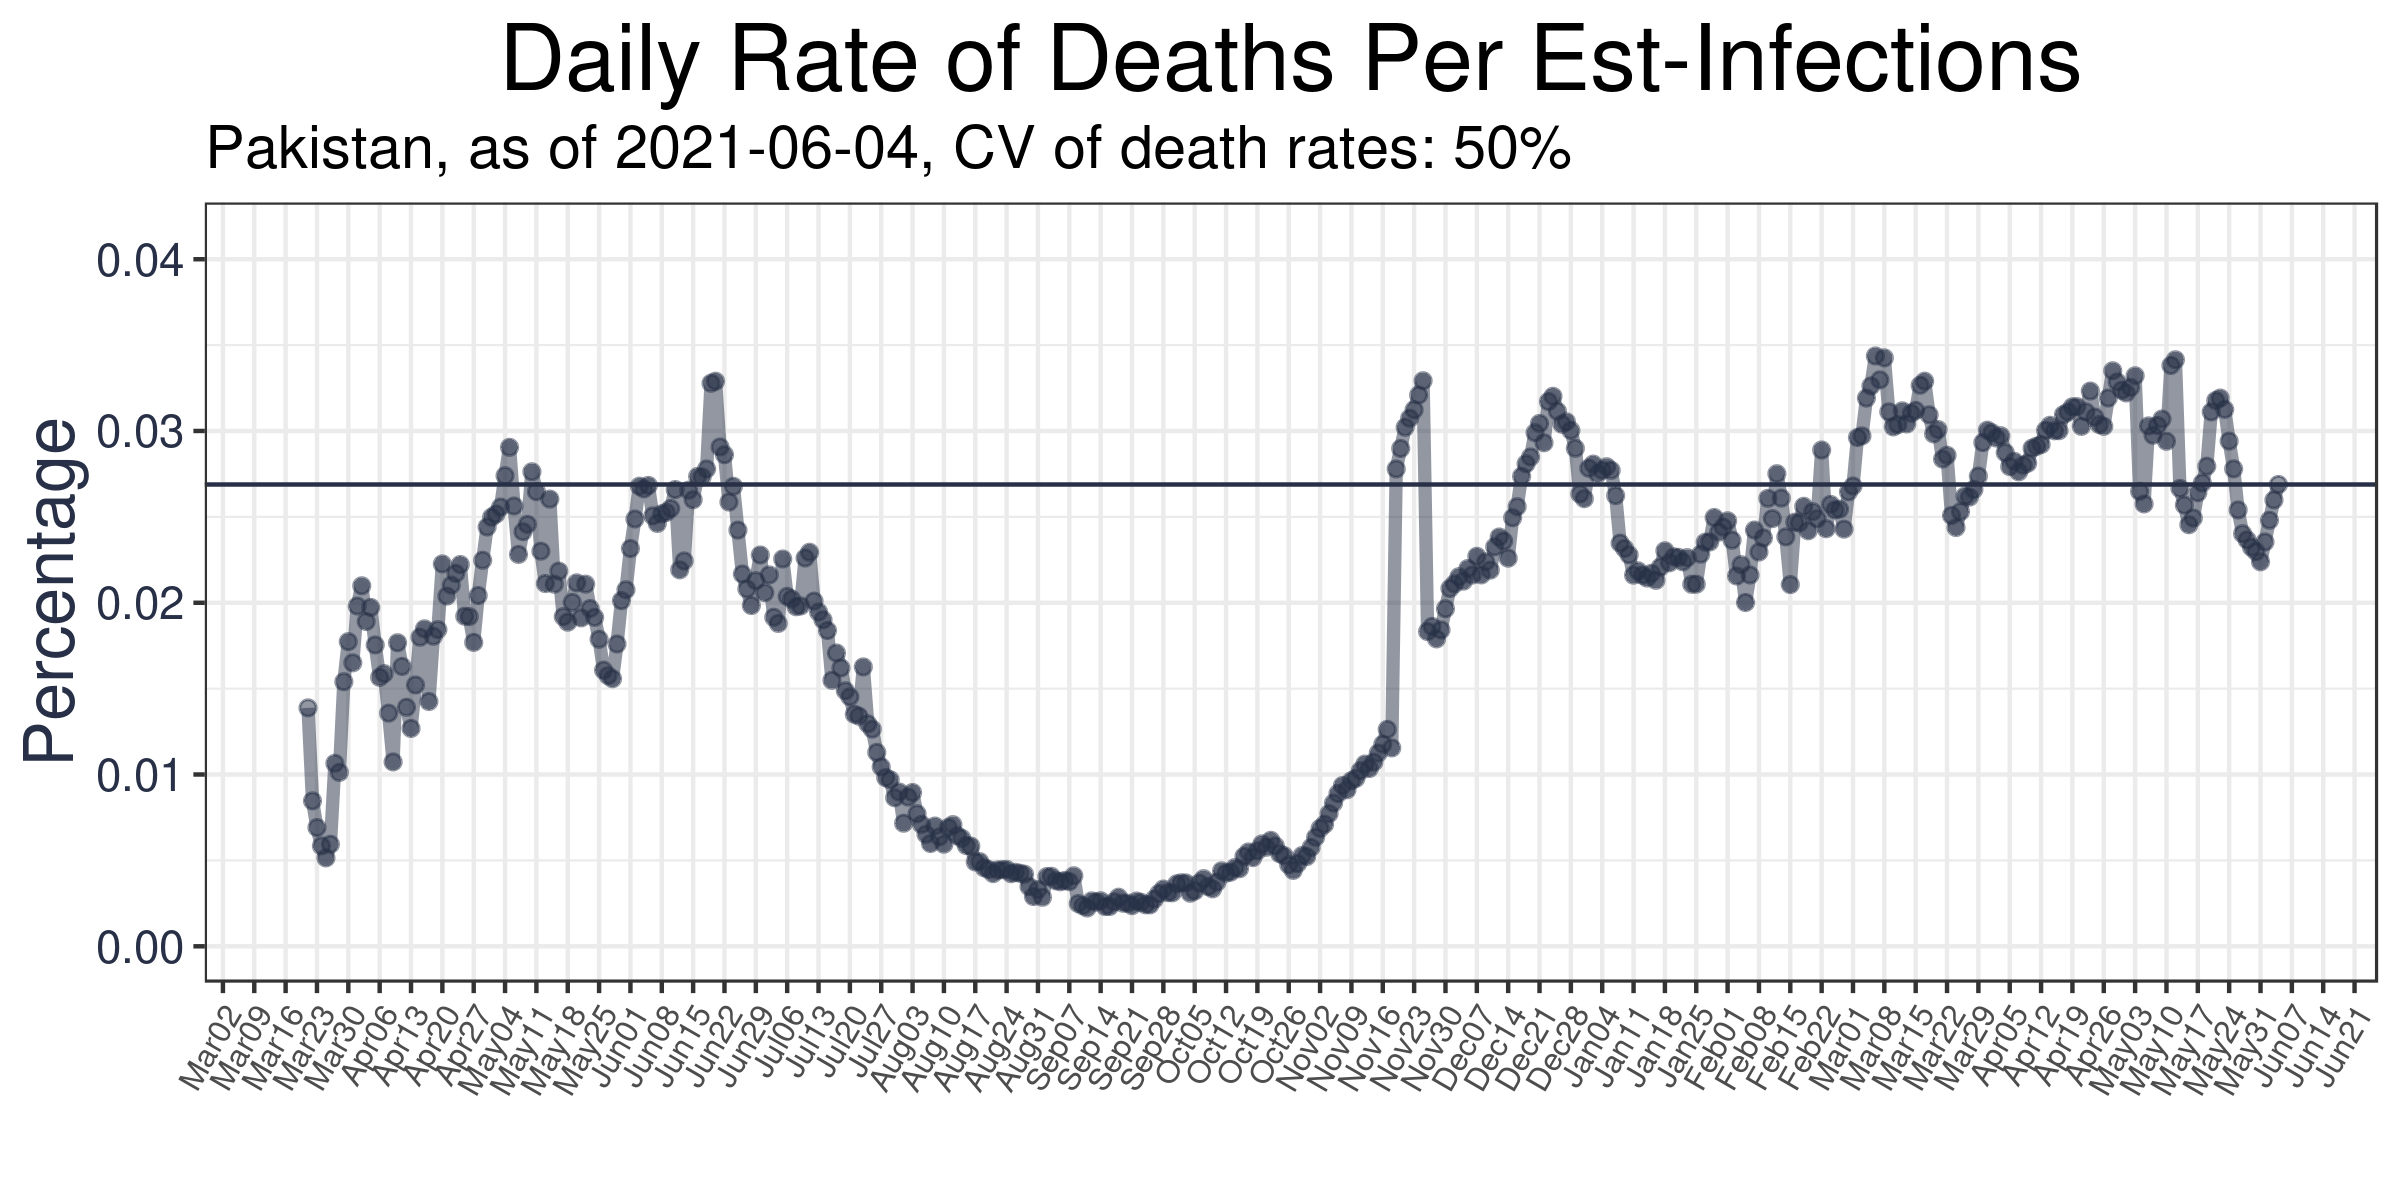 Daily Rate of Deaths Per Est-Infections
Pakistan, as of 2021-06-04, CV of death rates: 50%
Percentage
0.04
0.03
0.02
0.01
0.00
Mar02
Mar09
Mar16
Mar23
Mar30
Apr06
Apr13
Apr20
Apr27
May04
May11
May18
May25
Jun01
Jun08
Jun15
Jun22
Jun29
Jul06
Jul13
Jul20
Jul27
Aug03
Aug10
Aug17
Aug24
Aug31
Sep07
Sep14
Sep21
Sep28
Oct05
Oct12
Oct19
Oct26
Nov02
Nov09
Nov16
Nov23
Nov30
Dec07
Dec14
Dec21
Dec28
Jan04
Jan11
Jan18
Jan25
Feb01
Feb08
Feb15
Feb22
Mar01
Mar08
Mar15
Mar22
Mar29
Apr05
Apr12
Apr19
Apr26
May03
May10
May17
May24
May31
Jun07
Jun14
Jun21